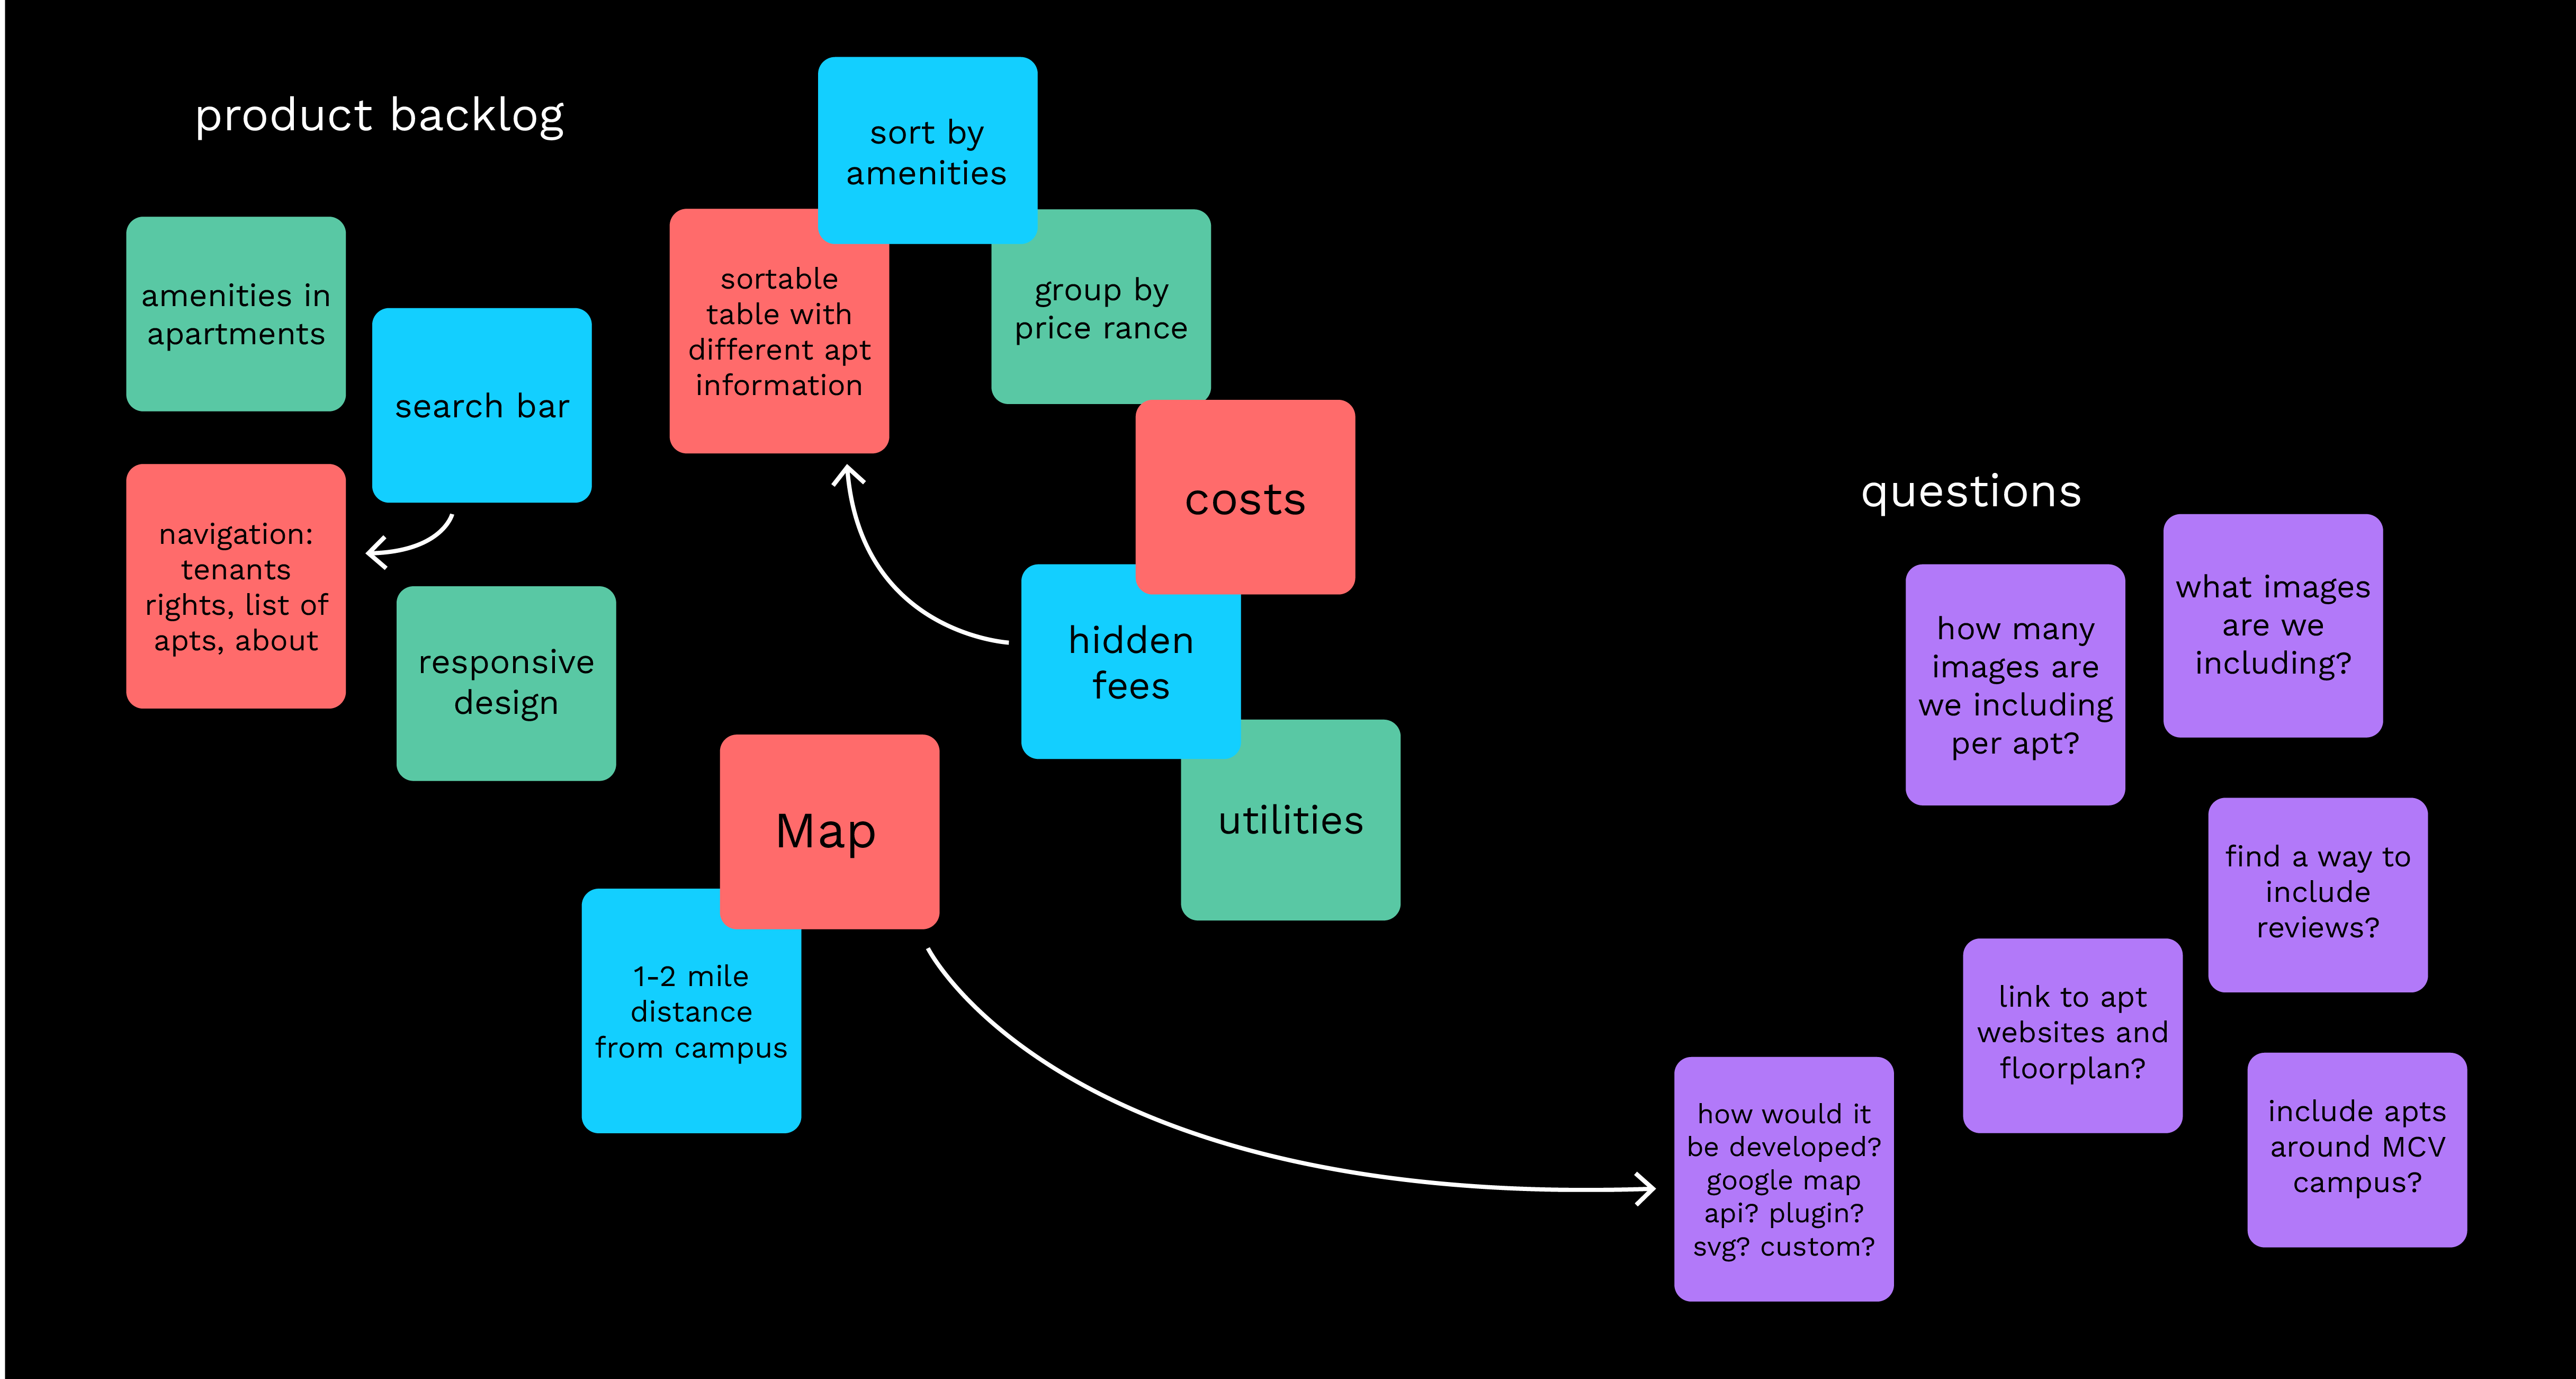 product backlog
amenities in
apartments
search bar
navigation:
tenants
rights, list of
apts, about
responsive
design
sort by
amenities
sortable
table with
different apt
information
group by
price rance
costs
hidden
fees
utilities
Map
1-2 mile
distance
from campus
questions
how many
images are
we including
per apt?
what images
are we
including?
find a way to
include
reviews?
link to apt
websites and
floorplan?
include apts
around MCV
campus?
how would it
be developed?
google map
api? plugin?
svg? custom?